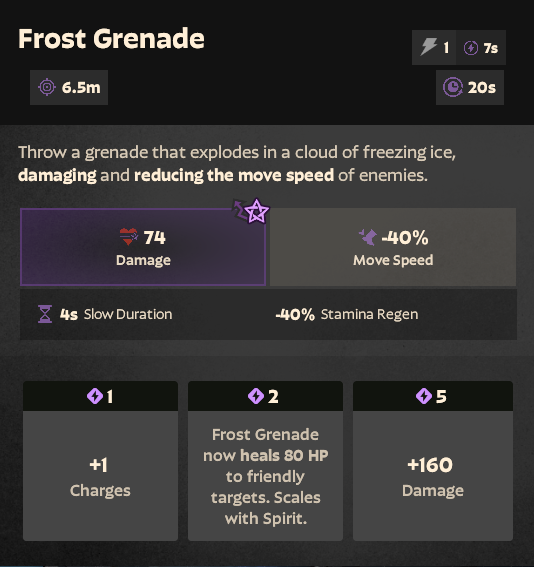 Frost Grenade
1
7s
6.5m
20s
Throw a grenade that explodes in a cloud of freezing ice,
damaging and reducing the move speed of enemies.
74
Damage
-40%
Move Speed
4s Slow Duration
-40% Stamina Regen
1
+1
Charges
2
Frost Grenade
now heals 80 HP
to friendly
targets. Scales
with Spirit.
5
+160
Damage